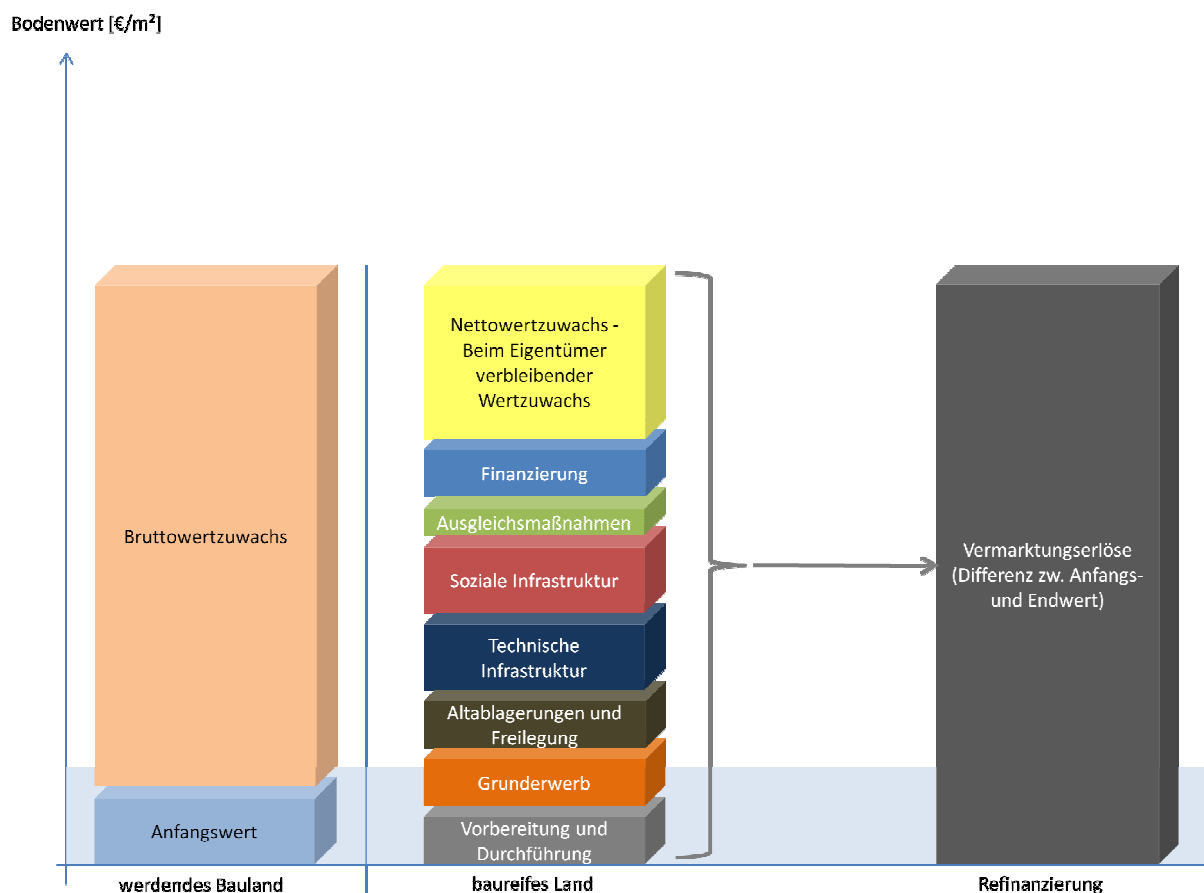 Bodenwert [€/m²]
Bruttowertzuwachs
Anfangswert
werdendes Bauland
Nettowertzuwachs -
Beim Eigentümer
verbleibender
Wertzuwachs
Finanzierung
Ausgleichsmaßnahmen
Soziale Infrastruktur
Technische
Infrastruktur
Altablagerungen und
Freilegung
Grunderwerb
Vorbereitung und
Durchführung
baureifes Land
Vermarktungserlöse
(Differenz zw. Anfangs-
und Endwert)
Refinanzierung